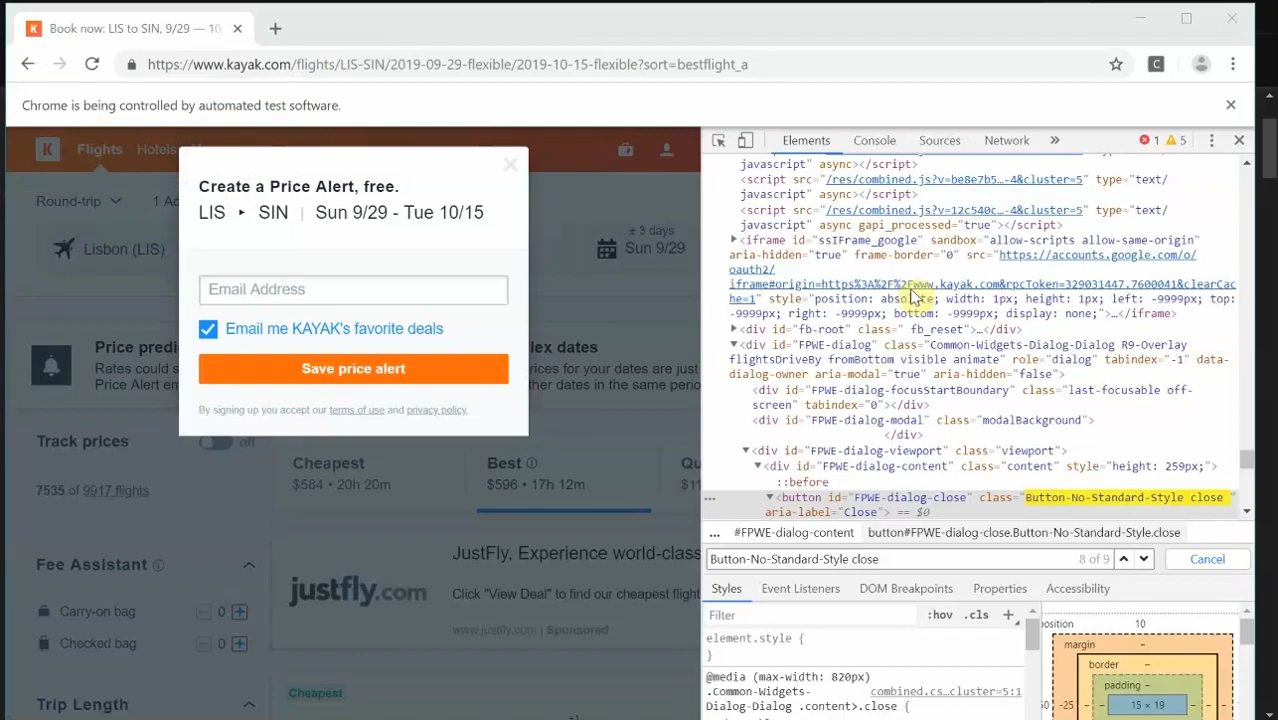 K Book now: LIS to SIN, 9/29 — 10
https://www.kayak.com/flights/LIS-SIN/2019-09-29-flexible/2019-10-15-flexible?sort=bestflight_a
C
Chrome is being controlled by automated test software.
K Flights Hotels
Round-trip 1 Ad
Lisbon (LIS)
± 3 days
Sun 9/29
Create a Price Alert, free.
LIS ▸ SIN | Sun 9/29 - Tue 10/15
Email Address
Email me KAYAK's favorite deals
Save price alert
By signing up you accept our terms of use and privacy policy.
Price predi
Rates could s
Price Alert em
lex dates
rices for your dates are just
ther dates in the same perio
Track prices off
7535 of 9917 flights
Cheapest
$584 • 20h 20m
Best
$596 • 17h 12m
Qu
$11
Fee Assistant
Carry-on bag 0
Checked bag 0
Trip Length
justfly.com
JustFly, Experience world-class
Click "View Deal" to find our cheapest flight
www.justfly.com | Sponsored
Cheapest
Elements Console Sources Network » 1 5
javascript" async></script>
<script src="/res/combined.js?v=be8e7b5…-4&cluster=5" type="text/
javascript" async></script>
<script src="/res/combined.js?v=12c540c…-4&cluster=5" type="text/
javascript" async gapi_processed="true"></script>
<iframe id="ssIFrame_google" sandbox="allow-scripts allow-same-origin"
aria-hidden="true" frame-border="0" src="https://accounts.google.com/o/
oauth2/
iframe#origin=https%3A%2F%2Fwww.kayak.com&rpcToken=329031447.7600041&clearCac
he=1" style="position: absolute; width: 1px; height: 1px; left: -9999px; top:
-9999px; right: -9999px; bottom: -9999px; display: none;">…</iframe>
<div id="fb-root" class=" fb_reset">…</div>
<div id="FPWE-dialog" class="Common-Widgets-Dialog-Dialog R9-Overlay
flightsDriveBy fromBottom visible animate" role="dialog" tabindex="-1" data-
dialog-owner aria-modal="true" aria-hidden="false">
<div id="FPWE-dialog-focusStartBoundary" class="last-focusable off-
screen" tabindex="0"></div>
<div id="FPWE-dialog-modal" class="modalBackground">
</div>
<div id="FPWE-dialog-viewport" class="viewport">
<div id="FPWE-dialog-content" class="content" style="height: 259px;">
::before
… <button id="FPWE-dialog-close" class="Button-No-Standard-Style close "
aria-label="Close"> == $0
… #FPWE-dialog-content button#FPWE-dialog-close.Button-No-Standard-Style.close
Button-No-Standard-Style close 8 of 9 Cancel
Styles Event Listeners DOM Breakpoints Properties Accessibility
Filter :hov .cls +
element.style {
}
@media (max-width: 820px)
.Common-Widgets- combined.cs…cluster=5:1
Dialog-Dialog .content>.close {
position 10
margin –
border –
padding –
-25 15 × 19